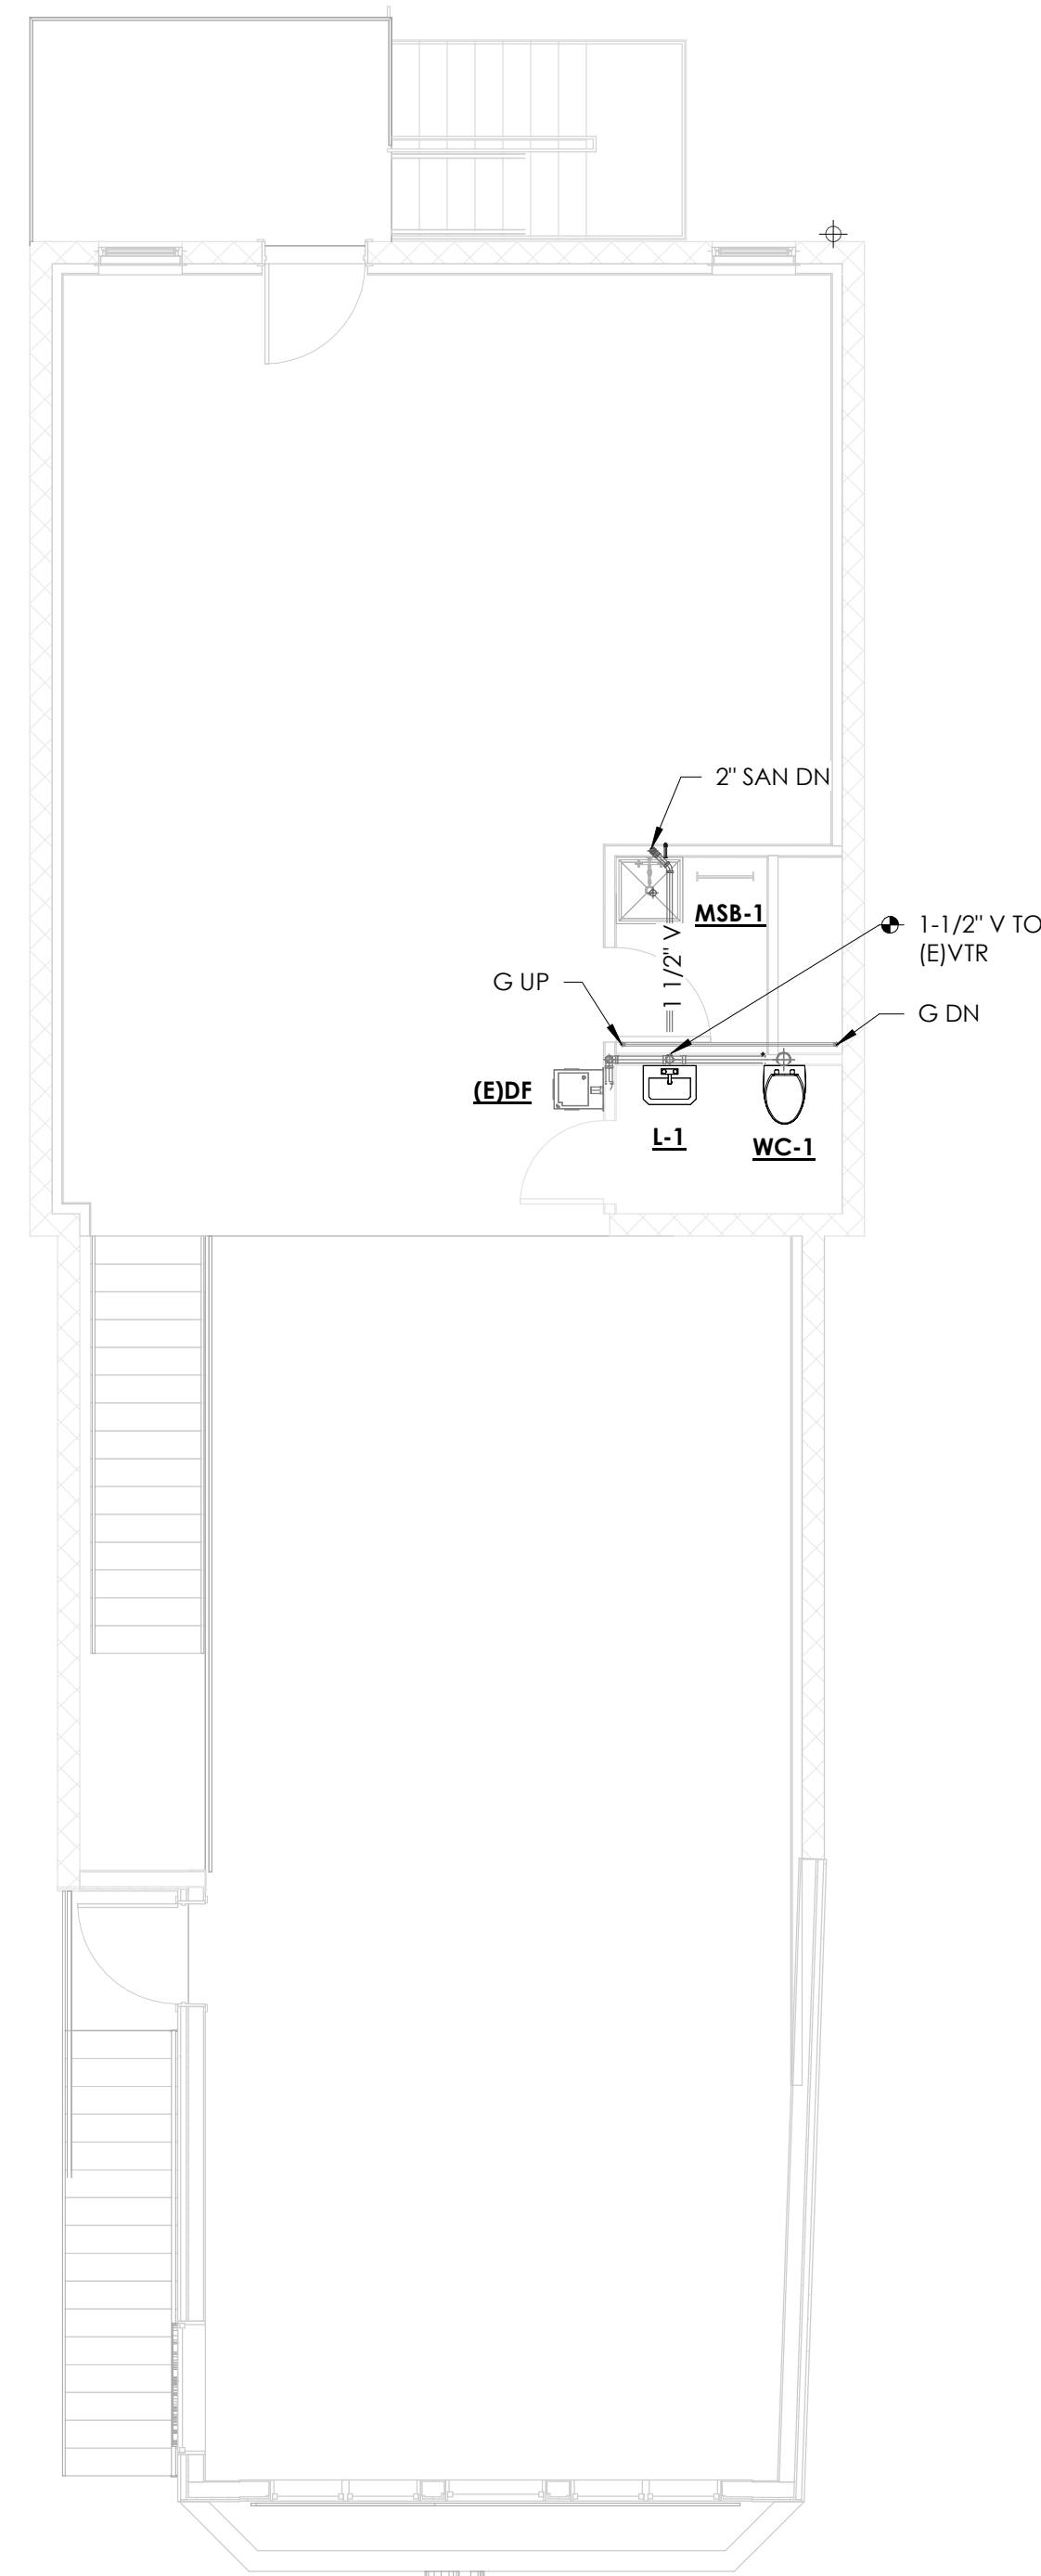 2" SAN DN
MSB-1
1 1/2" V
1-1/2" V TO
(E)VTR
G UP
G DN
(E)DF
L-1
WC-1